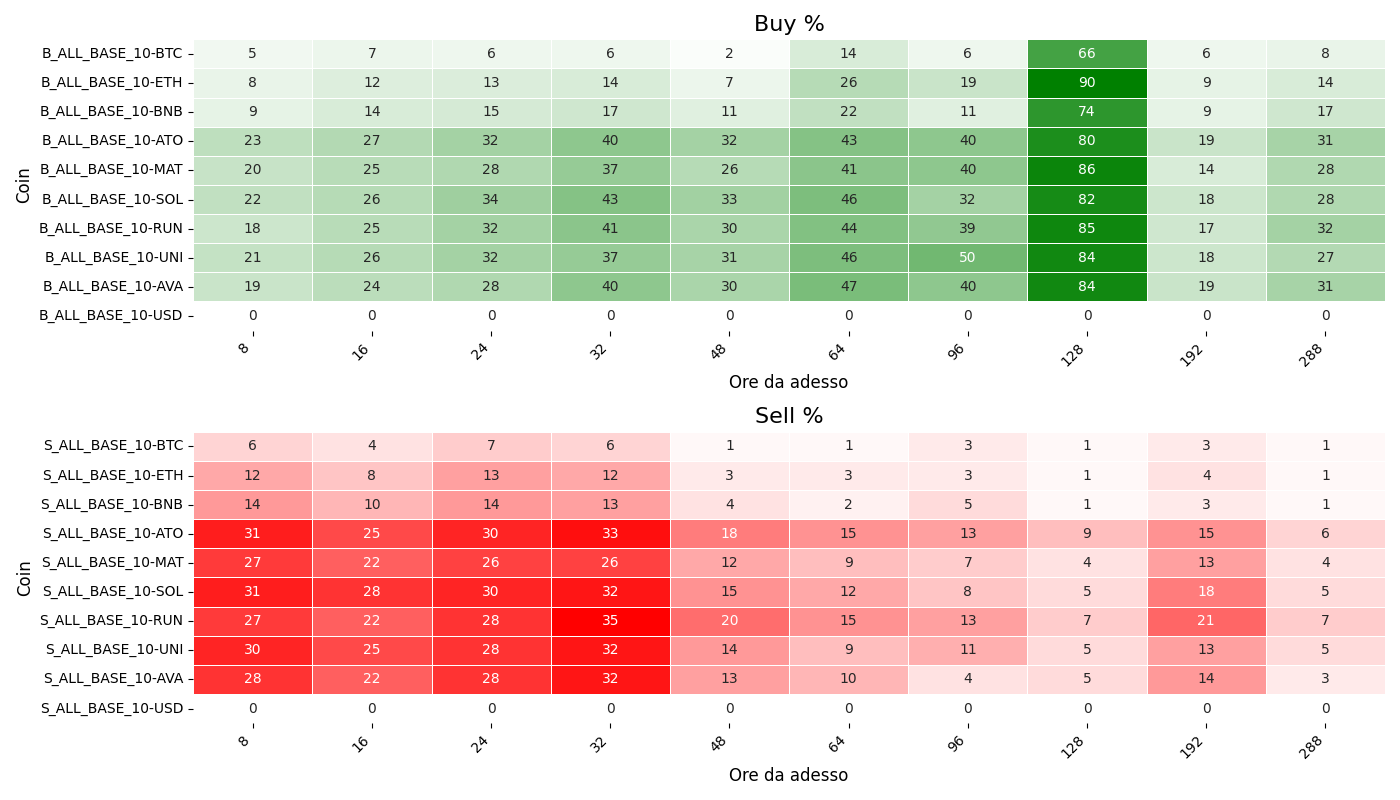 Buy %
Coin
B_ALL_BASE_10-BTC 5 7 6 6 2 14 6 66 6 8
B_ALL_BASE_10-ETH 8 12 13 14 7 26 19 90 9 14
B_ALL_BASE_10-BNB 9 14 15 17 11 22 11 74 9 17
B_ALL_BASE_10-ATO 23 27 32 40 32 43 40 80 19 31
B_ALL_BASE_10-MAT 20 25 28 37 26 41 40 86 14 28
B_ALL_BASE_10-SOL 22 26 34 43 33 46 32 82 18 28
B_ALL_BASE_10-RUN 18 25 32 41 30 44 39 85 17 32
B_ALL_BASE_10-UNI 21 26 32 37 31 46 50 84 18 27
B_ALL_BASE_10-AVA 19 24 28 40 30 47 40 84 19 31
B_ALL_BASE_10-USD 0 0 0 0 0 0 0 0 0 0
8 16 24 32 48 64 96 128 192 288
Ore da adesso
Sell %
Coin
S_ALL_BASE_10-BTC 6 4 7 6 1 1 3 1 3 1
S_ALL_BASE_10-ETH 12 8 13 12 3 3 3 1 4 1
S_ALL_BASE_10-BNB 14 10 14 13 4 2 5 1 3 1
S_ALL_BASE_10-ATO 31 25 30 33 18 15 13 9 15 6
S_ALL_BASE_10-MAT 27 22 26 26 12 9 7 4 13 4
S_ALL_BASE_10-SOL 31 28 30 32 15 12 8 5 18 5
S_ALL_BASE_10-RUN 27 22 28 35 20 15 13 7 21 7
S_ALL_BASE_10-UNI 30 25 28 32 14 9 11 5 13 5
S_ALL_BASE_10-AVA 28 22 28 32 13 10 4 5 14 3
S_ALL_BASE_10-USD 0 0 0 0 0 0 0 0 0 0
8 16 24 32 48 64 96 128 192 288
Ore da adesso